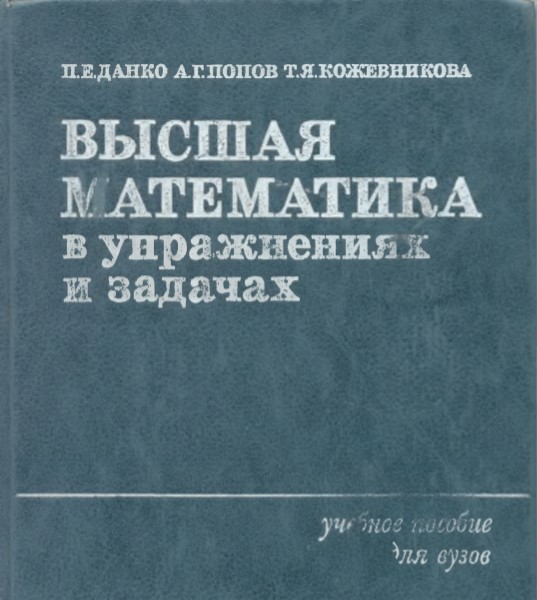 П.Е.ДАНКО А.Г.ПОПОВ Т.Я.КОЖЕВНИКОВА
ВЫСШАЯ
МАТЕМАТИКА
в упражнениях
и задачах
учебное пособие
для вузов